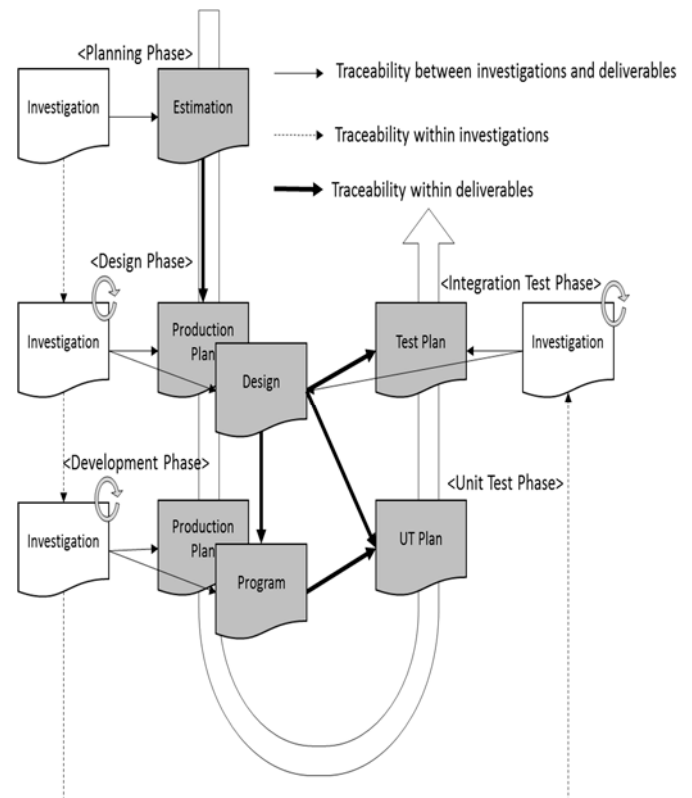 <Planning Phase>
Investigation
Estimation
Traceability between investigations and deliverables
Traceability within investigations
Traceability within deliverables
<Design Phase>
<Integration Test Phase>
Investigation
Production
Plan
Design
Test Plan
Investigation
<Development Phase>
<Unit Test Phase>
Investigation
Production
Plan
Program
UT Plan